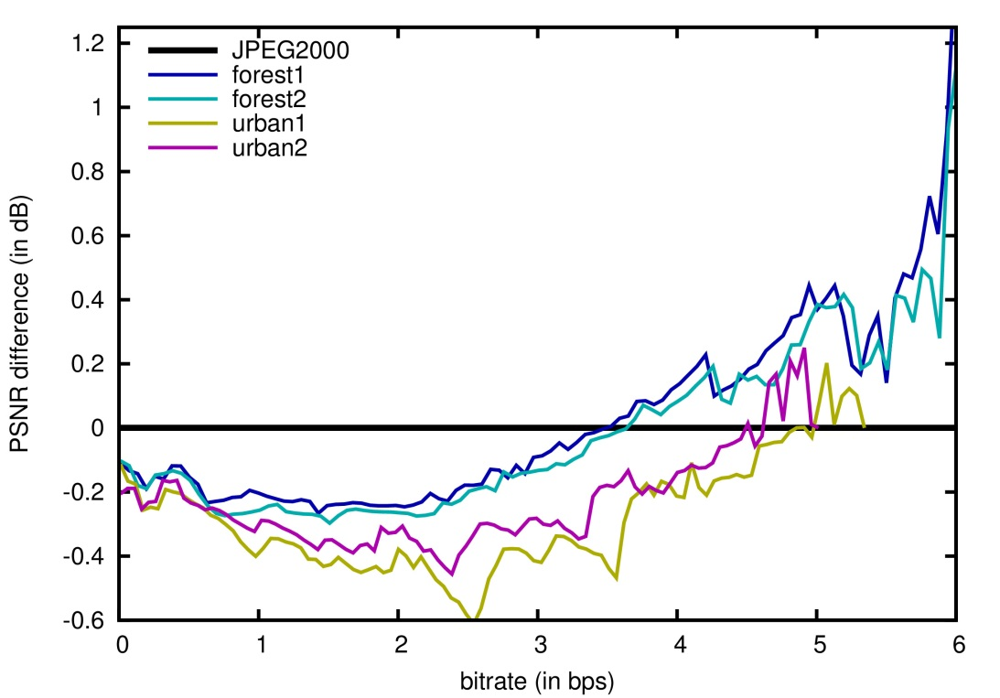 JPEG2000
forest1
forest2
urban1
urban2
1.2
1
0.8
0.6
0.4
0.2
0
-0.2
-0.4
-0.6
PSNR difference (in dB)
0 1 2 3 4 5 6
bitrate (in bps)